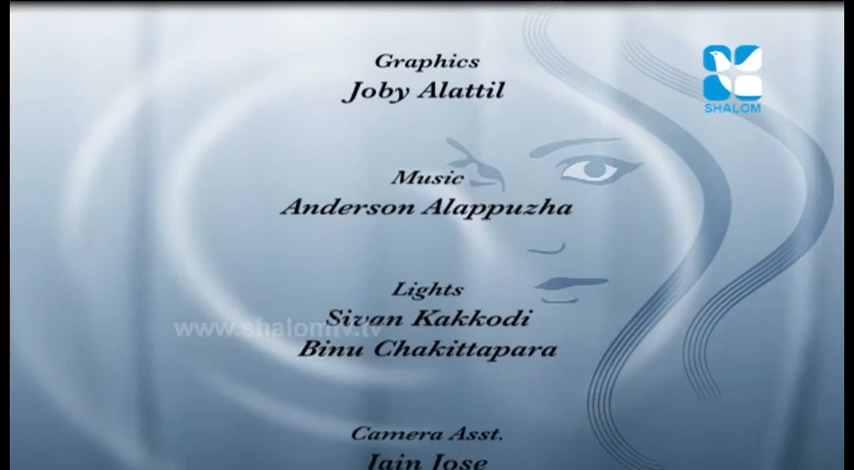 Graphics
Joby Alattil
SHALOM
Music
Anderson Alappuzha
Lights
Sivan Kakkodi
www.shalomtv.tv
Binu Chakittapara
Camera Asst.
Jain Jose